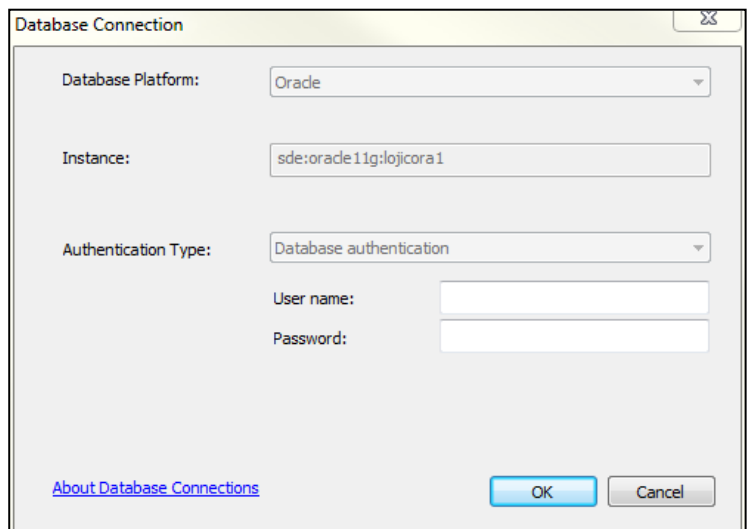 Database Connection
Database Platform: Oracle
Instance: sde:oracle11g:lojicora1
Authentication Type: Database authentication
User name:
Password:
About Database Connections OK Cancel